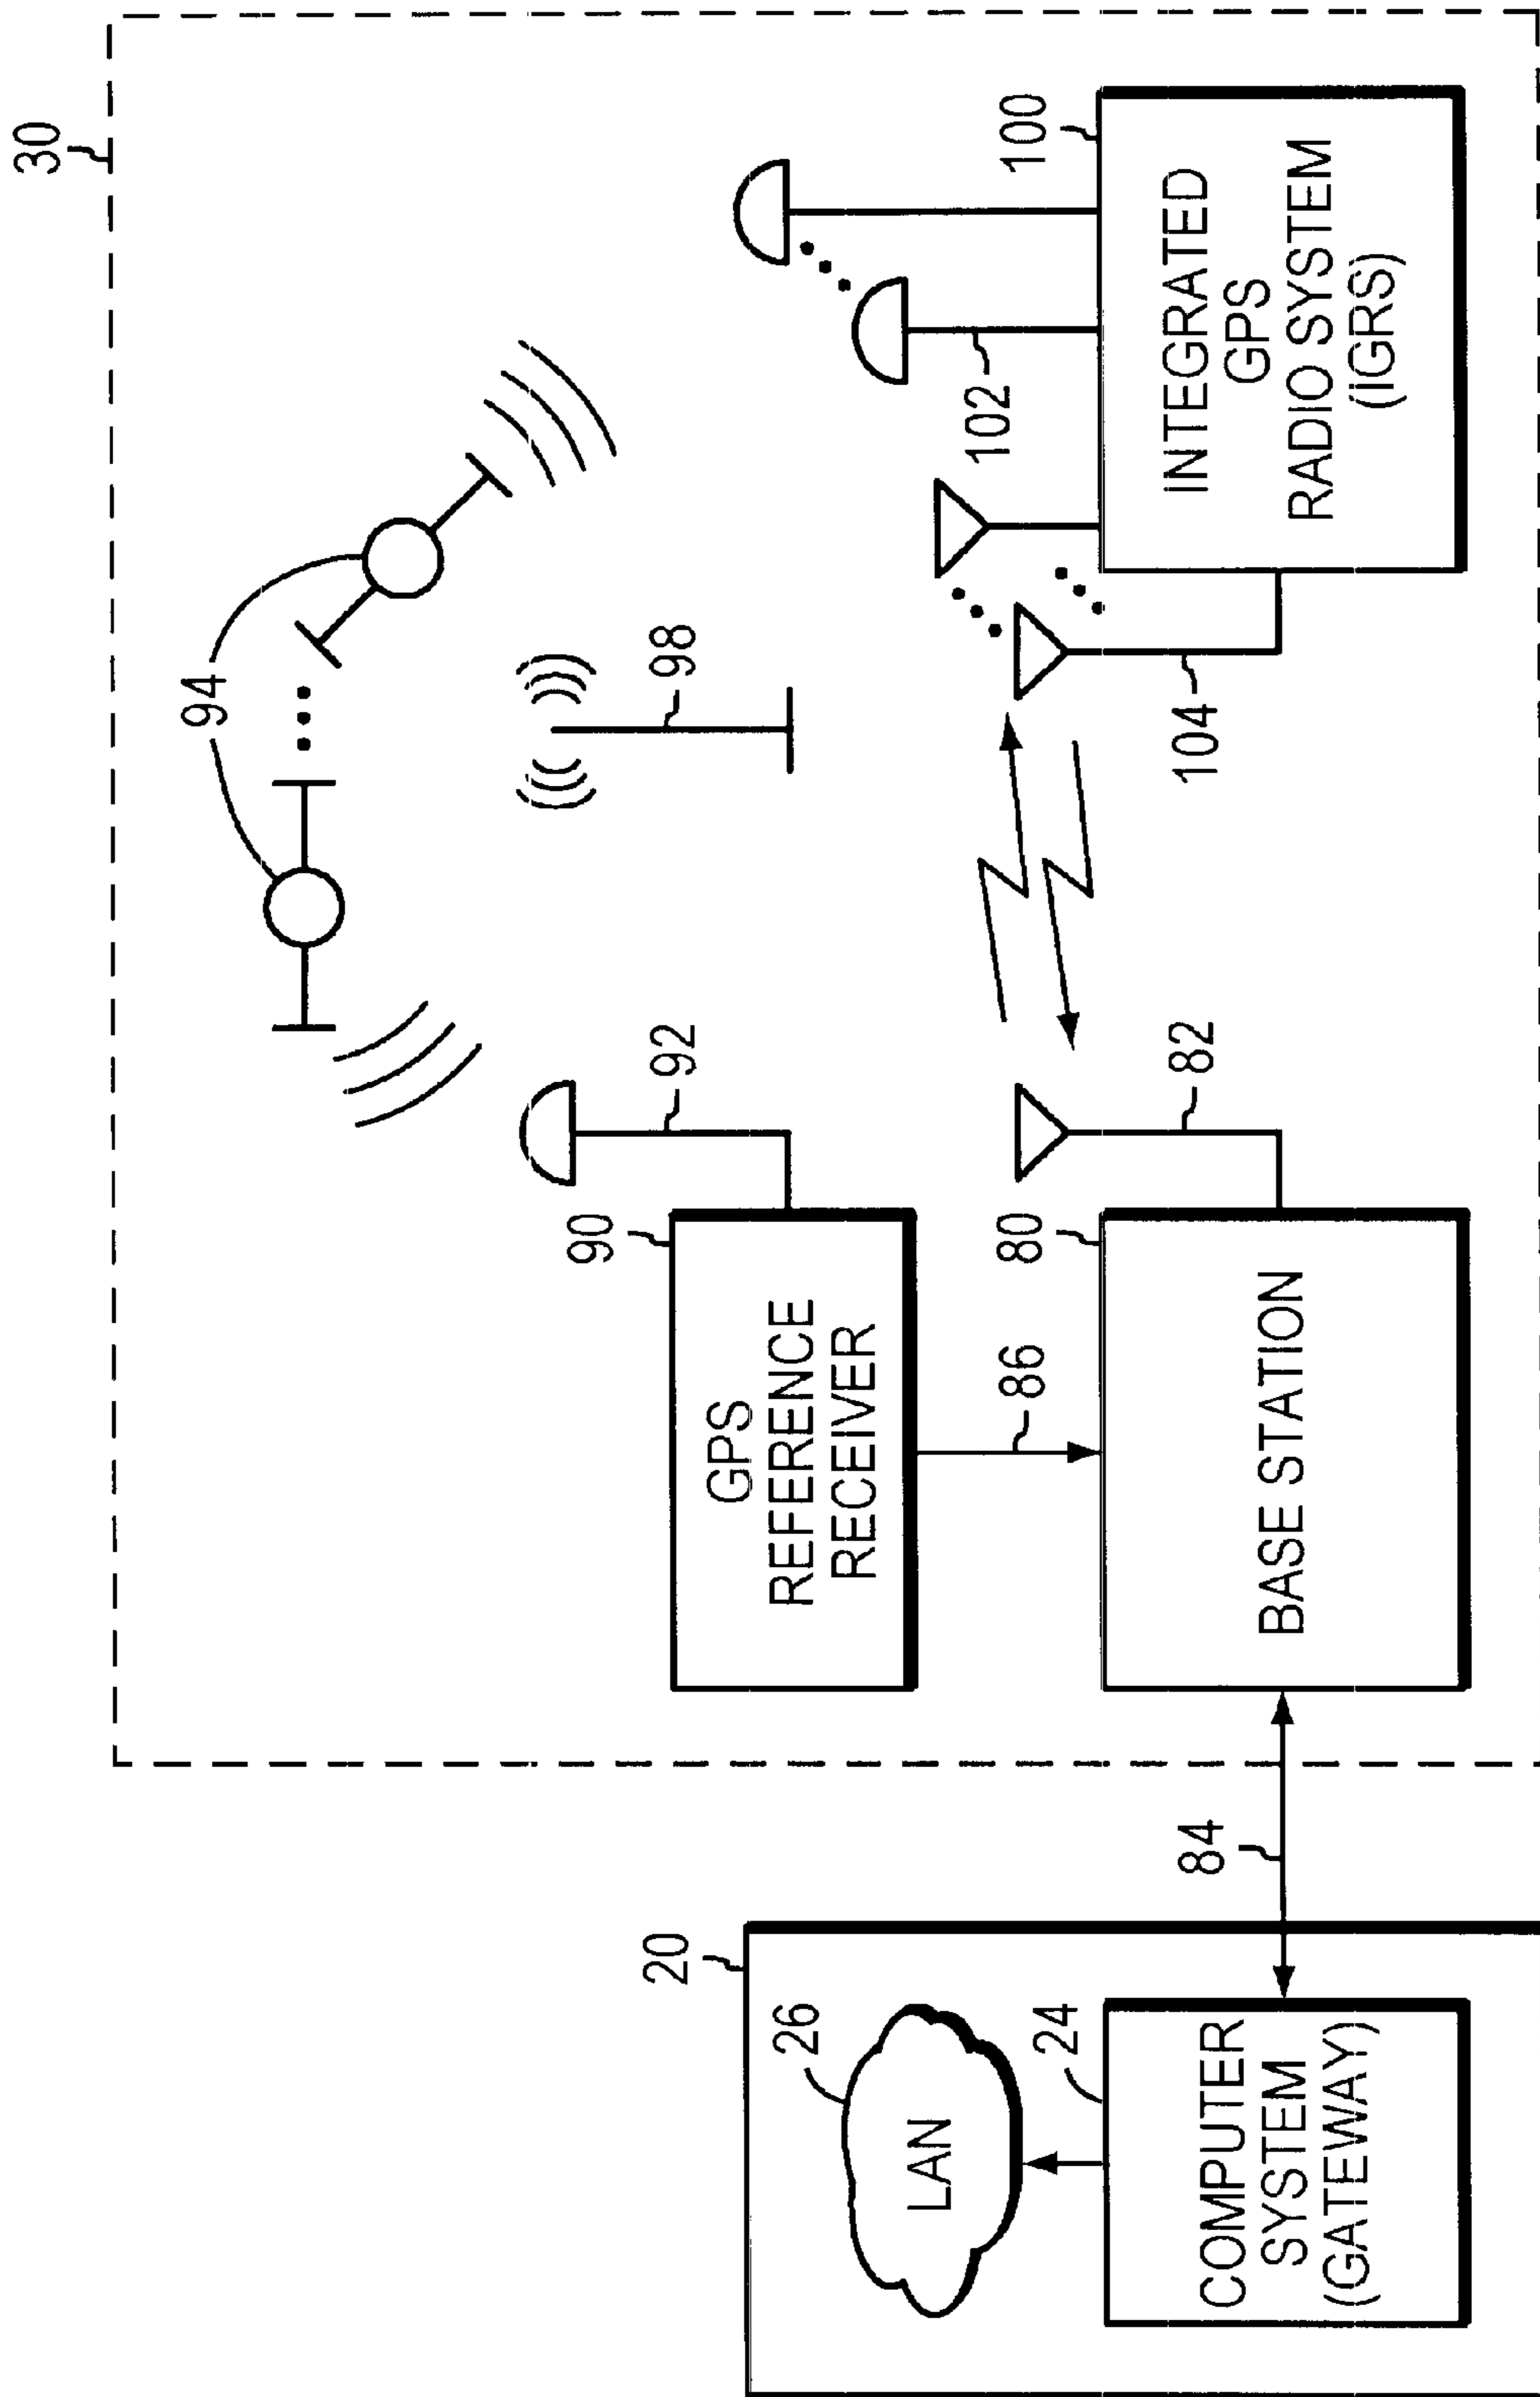 30
94
98
92
90
GPS
REFERENCE
RECEIVER
86
82
80
BASE STATION
102
104
100
INTEGRATED
GPS
RADIO SYSTEM
(IGRS)
84
20
26
LAN
24
COMPUTER
SYSTEM
(GATEWAY)